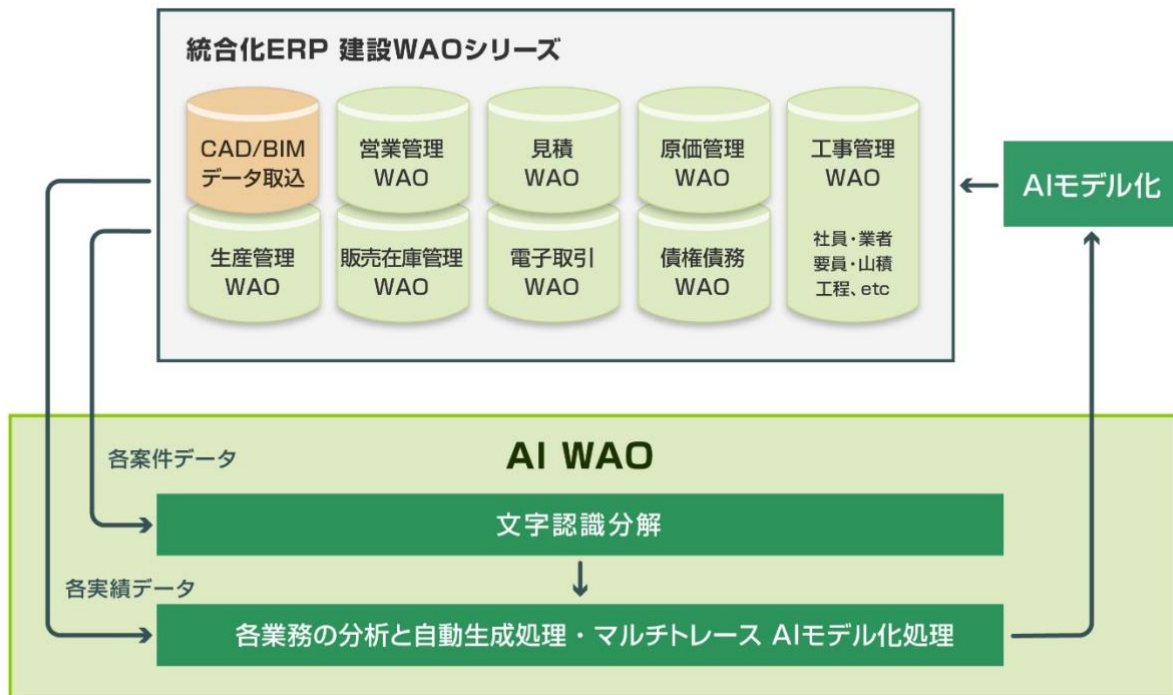 統合化ERP 建設WAOシリーズ
CAD/BIM
データ取込
営業管理
WAO
見積
WAO
原価管理
WAO
工事管理
WAO
社員・業者
要員・山積
工程、etc
生産管理
WAO
販売在庫管理
WAO
電子取引
WAO
債権債務
WAO
AIモデル化
AI WAO
各案件データ
文字認識分解
各実績データ
各業務の分析と自動生成処理・マルチトレース AIモデル化処理